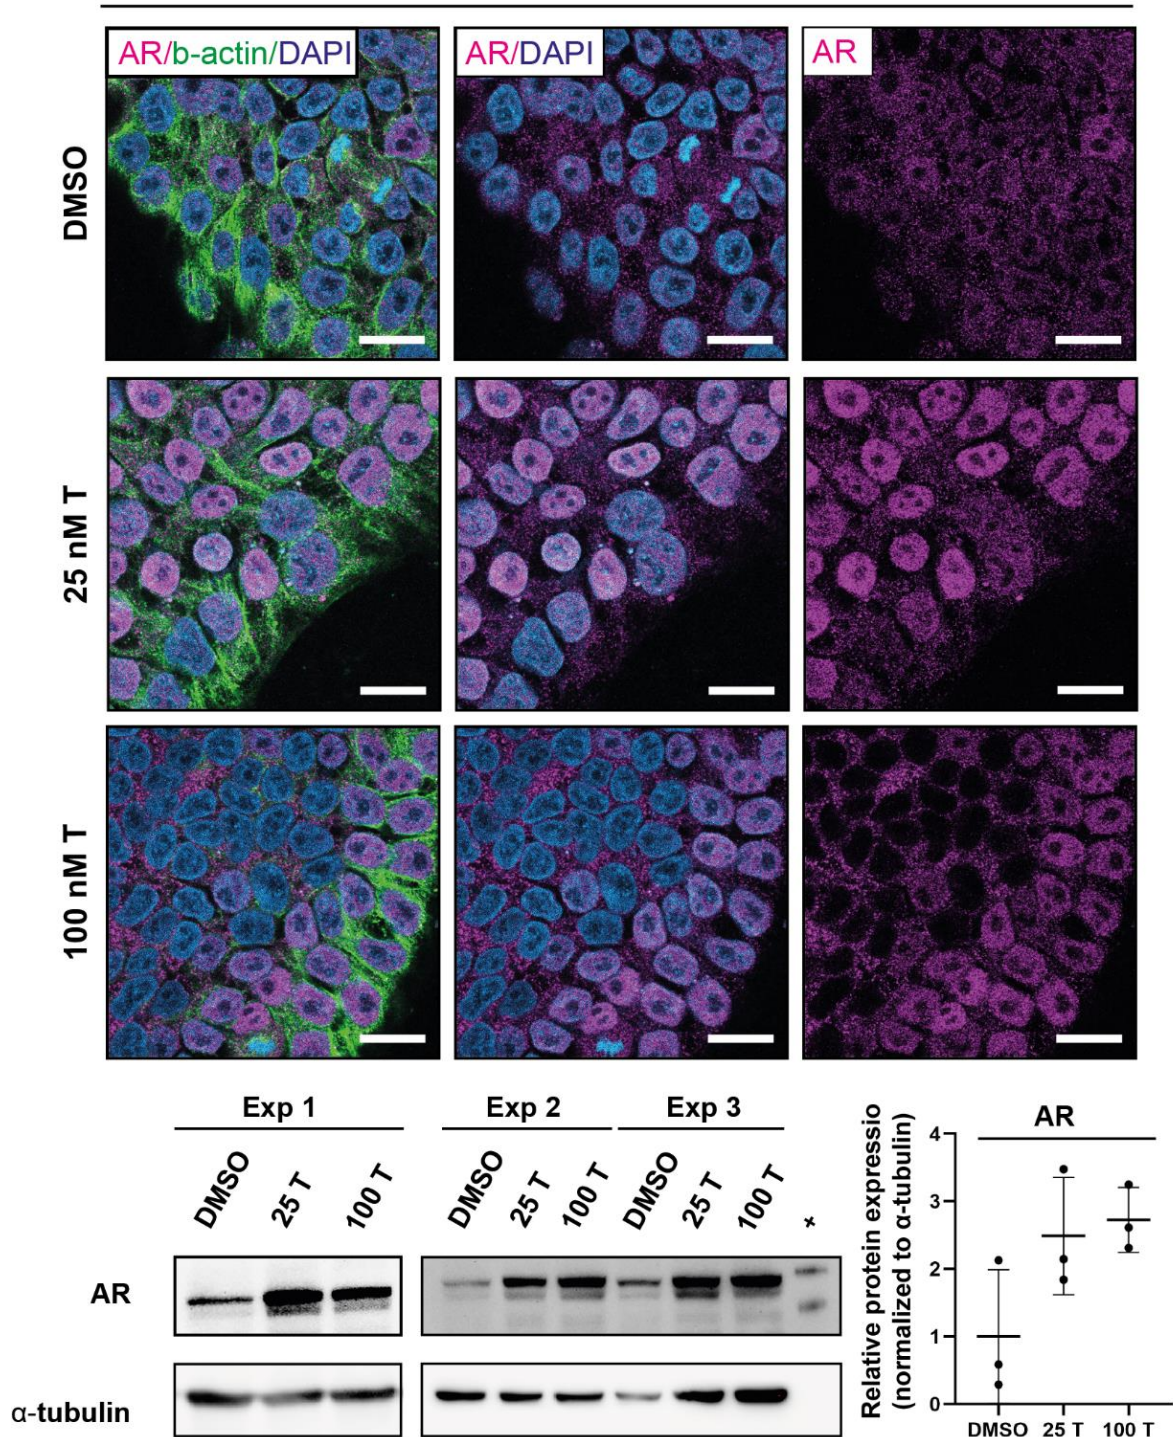 AR/b-actin/DAPI
AR/DAPI
AR
DMSO
25 nM T
100 nM T
Exp 1
Exp 2
Exp 3
DMSO
25 T
100 T
DMSO
25 T
100 T
DMSO
25 T
100 T
+
AR
α-tubulin
AR
Relative protein expressio
(normalized to α-tubulin)
4
3
2
1
0
DMSO
25 T
100 T